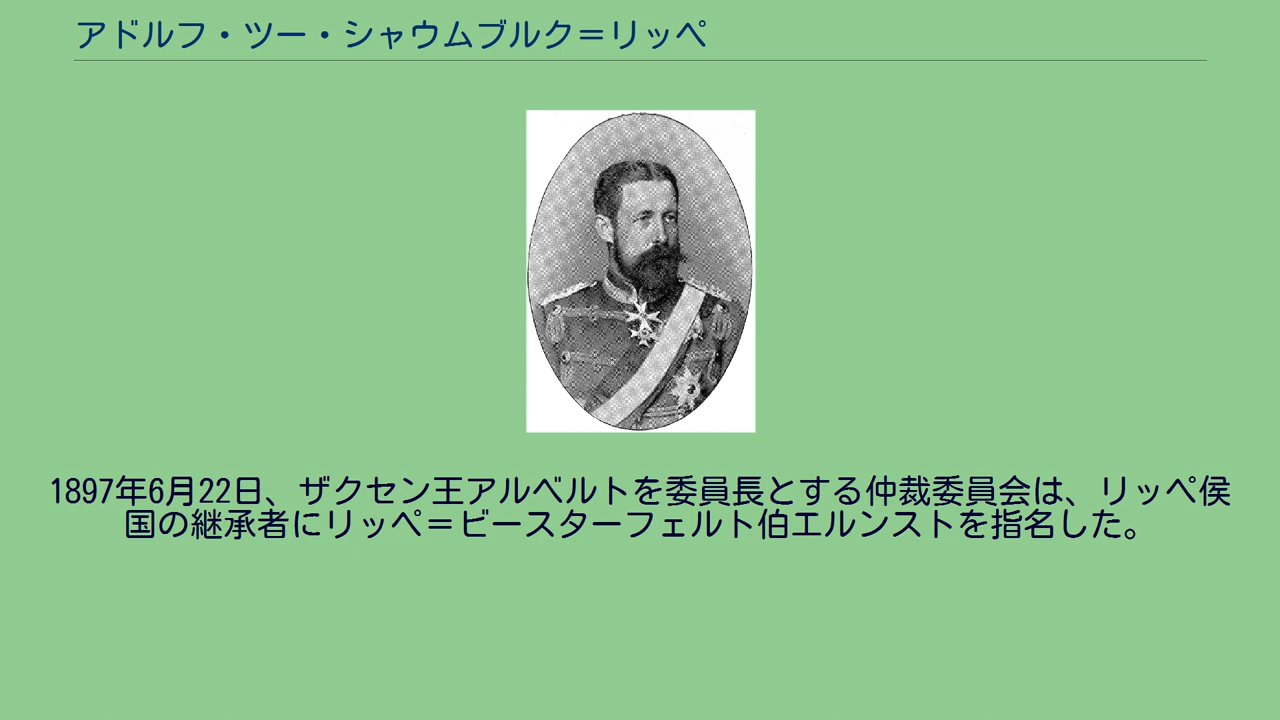 アドルフ・ツー・シャウムブルク＝リッペ
1897年6月22日、ザクセン王アルベルトを委員長とする仲裁委員会は、リッペ侯
国の継承者にリッペ＝ビースターフェルト伯エルンストを指名した。